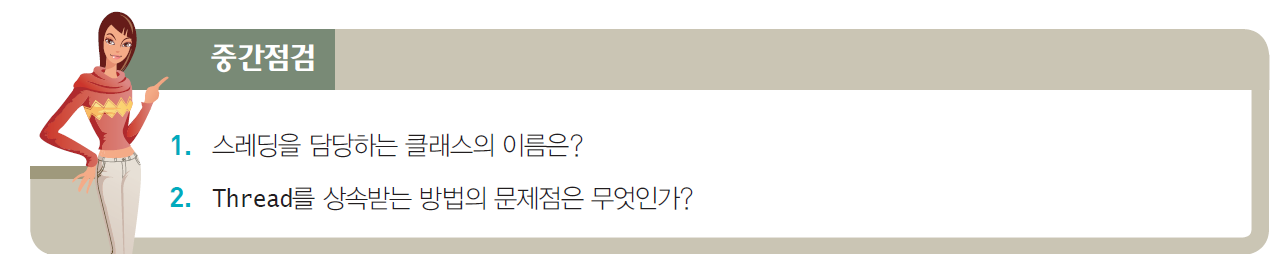 중간점검
1. 스레딩을 담당하는 클래스의 이름은?
2. Thread를 상속받는 방법의 문제점은 무엇인가?